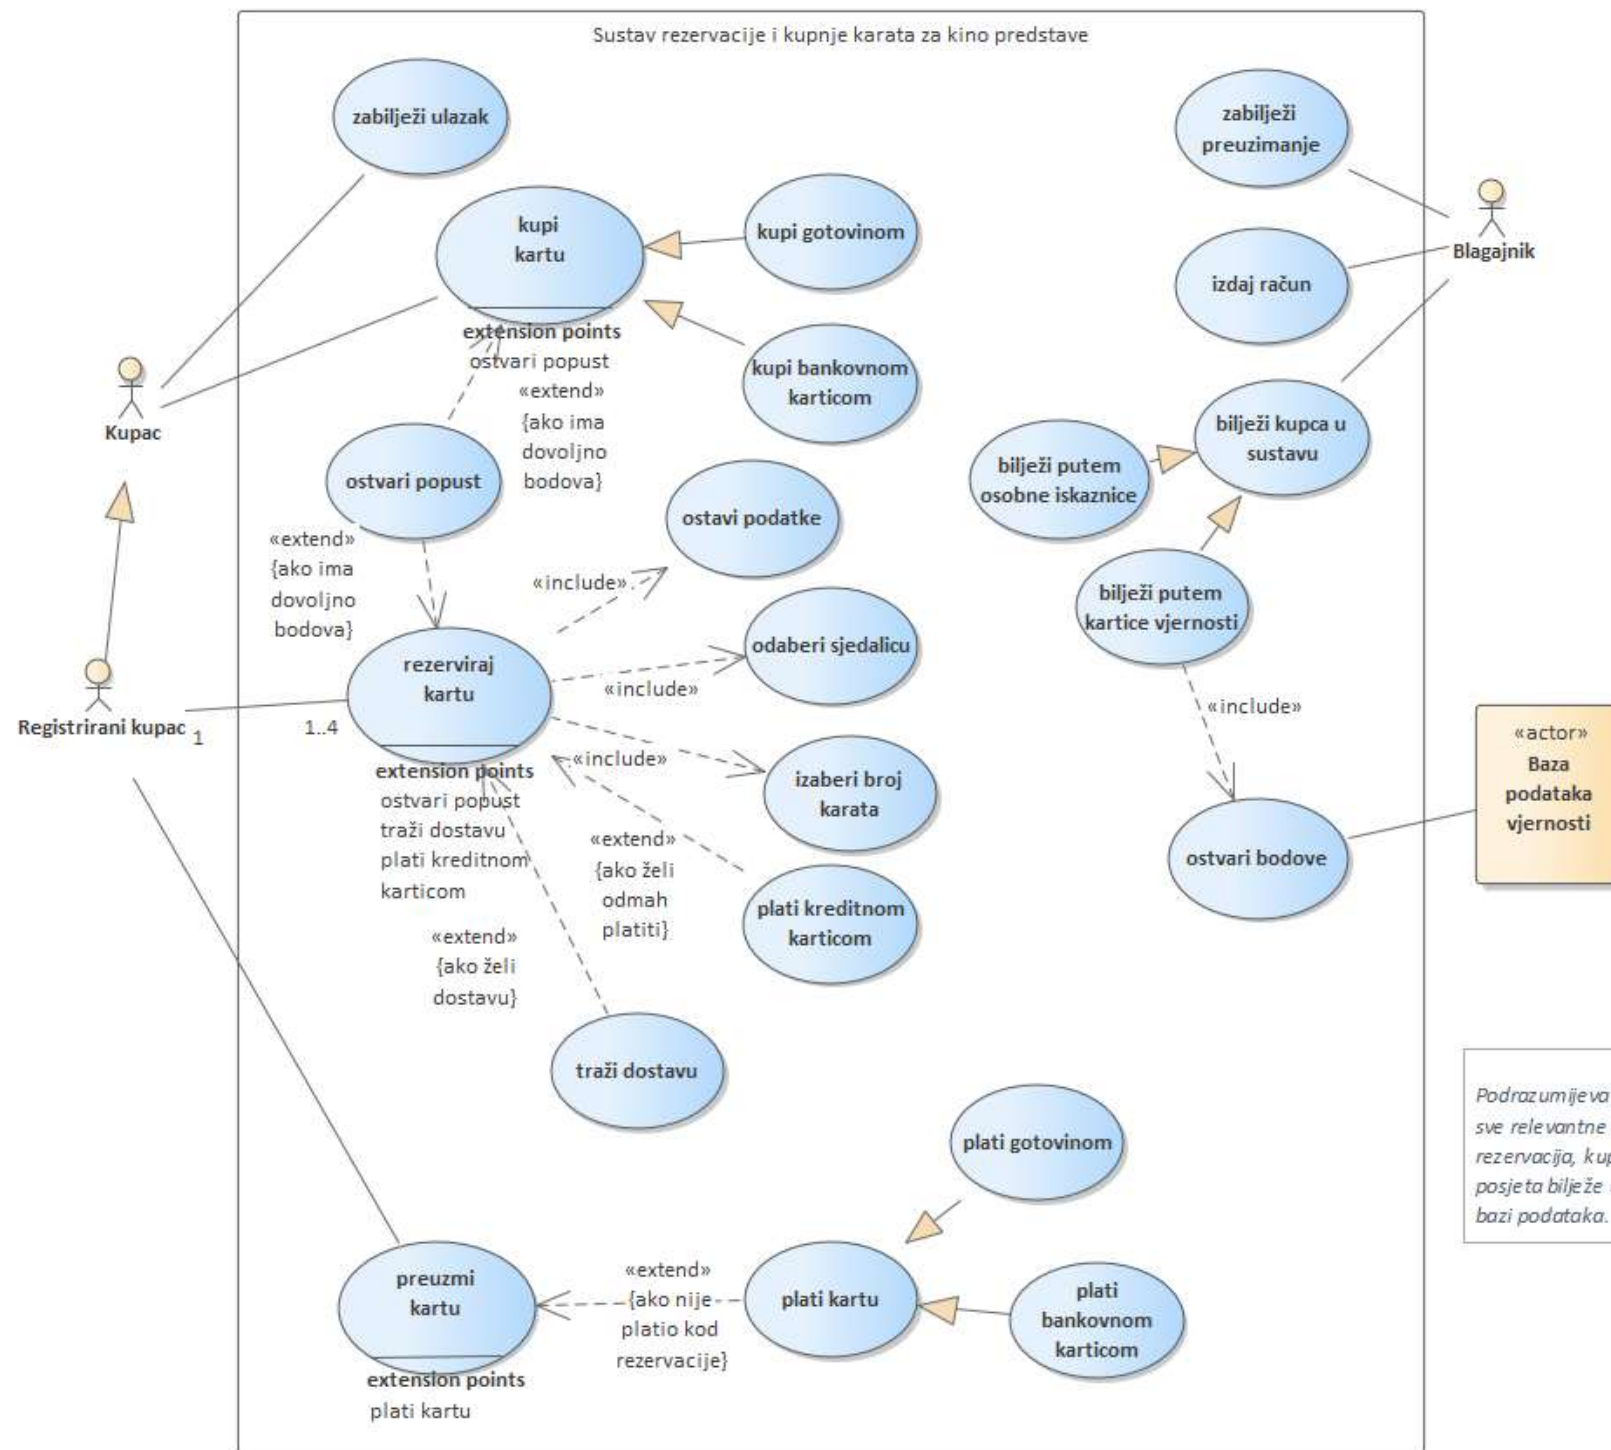 Sustav rezervacije i kupnje karata za kino predstave
zabilježi ulazak
zabilježi
preuzimanje
kupi
kartu
extension points
ostvari popust
kupi gotovinom
izdaj račun
Blagajnik
kupi bankovnom
karticom
«extend»
{ako ima
dovoljno
bodova}
Kupac
ostvari popust
bilježi kupca u
sustavu
bilježi putem
osobne iskaznice
ostavi podatke
«extend»
{ako ima
dovoljno
bodova}
«include»
bilježi putem
kartice vjernosti
odaberi sjedalicu
rezerviraj
kartu
extension points
ostvari popust
traži dostavu
plati kreditnom
karticom
«include»
Registrirani kupac
1
1..4
«include»
«include»
izaberi broj
karata
«actor»
Baza
podataka
vjernosti
«extend»
{ako želi
odmah
platiti}
ostvari bodove
plati kreditnom
karticom
«extend»
{ako želi
dostavu}
traži dostavu
Podrazumijeva
sve relevantne
rezervacija,
posjeta bilježe
bazi podataka.
plati gotovinom
preuzmi
kartu
extension points
plati kartu
«extend»
{ako nije
platio kod
rezervacije}
plati kartu
plati
bankovnom
karticom